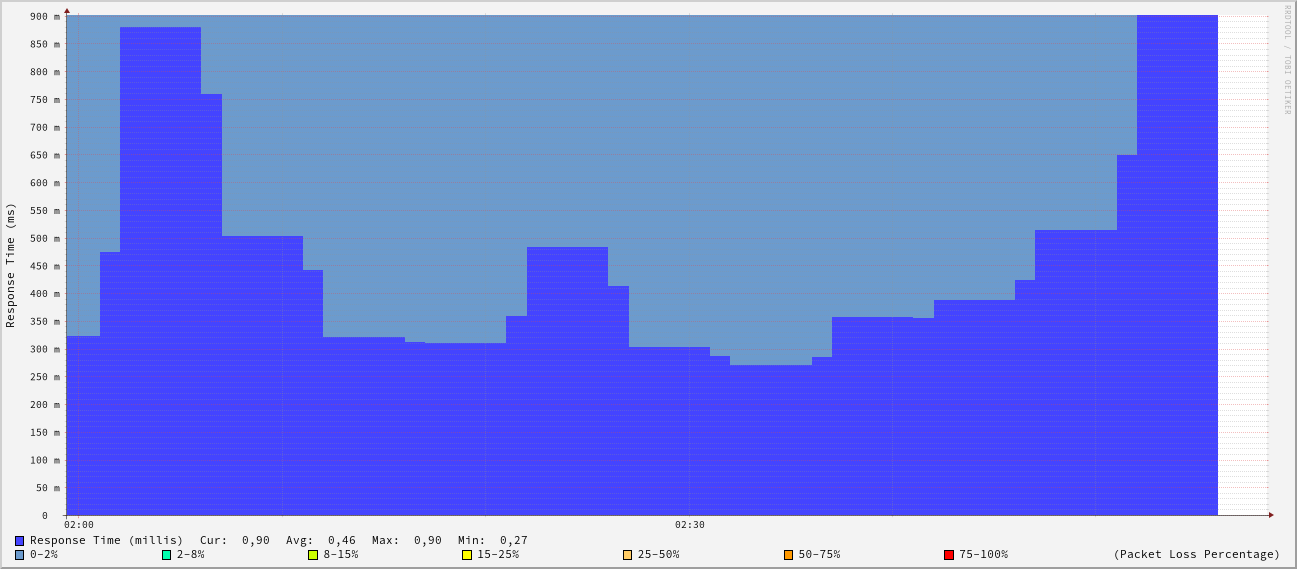 RRDTOOL / TOBI OETIKER
Response Time (ms)
900 m
850 m
800 m
750 m
700 m
650 m
600 m
550 m
500 m
450 m
400 m
350 m
300 m
250 m
200 m
150 m
100 m
50 m
0
02:00 02:30
Response Time (millis) Cur: 0,90 Avg: 0,46 Max: 0,90 Min: 0,27
0-2% 2-8% 8-15% 15-25% 25-50% 50-75% 75-100% (Packet Loss Percentage)